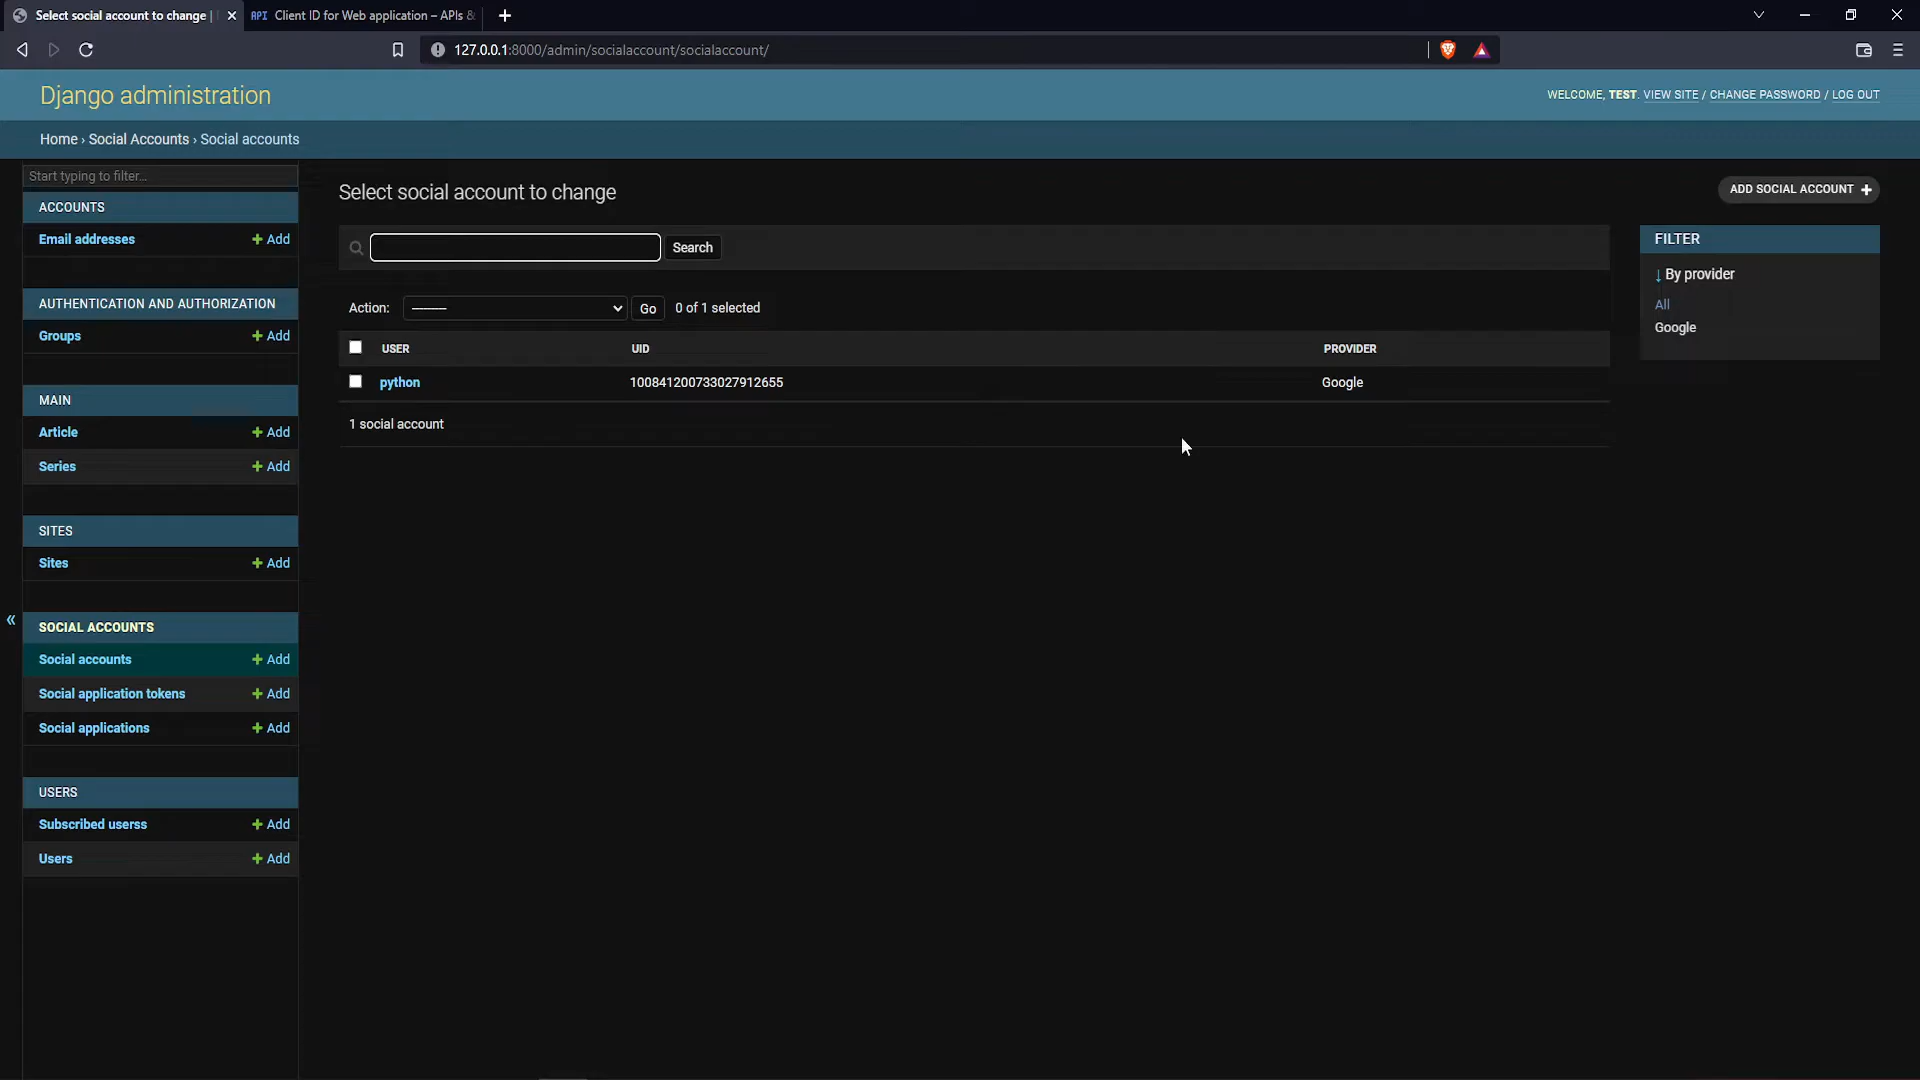 Select social account to change |
API Client ID for Web application – APIs &
127.0.0.1:8000/admin/socialaccount/socialaccount/
Django administration
WELCOME, TEST. VIEW SITE / CHANGE PASSWORD / LOG OUT
Home › Social Accounts › Social accounts
Start typing to filter...
ACCOUNTS
Email addresses + Add
AUTHENTICATION AND AUTHORIZATION
Groups + Add
MAIN
Article + Add
Series + Add
SITES
Sites + Add
«
SOCIAL ACCOUNTS
Social accounts + Add
Social application tokens + Add
Social applications + Add
USERS
Subscribed userss + Add
Users + Add
Select social account to change
ADD SOCIAL ACCOUNT +
Search
Action: --------- Go 0 of 1 selected
USER UID PROVIDER
python 100841200733027912655 Google
1 social account
FILTER
↓ By provider
All
Google